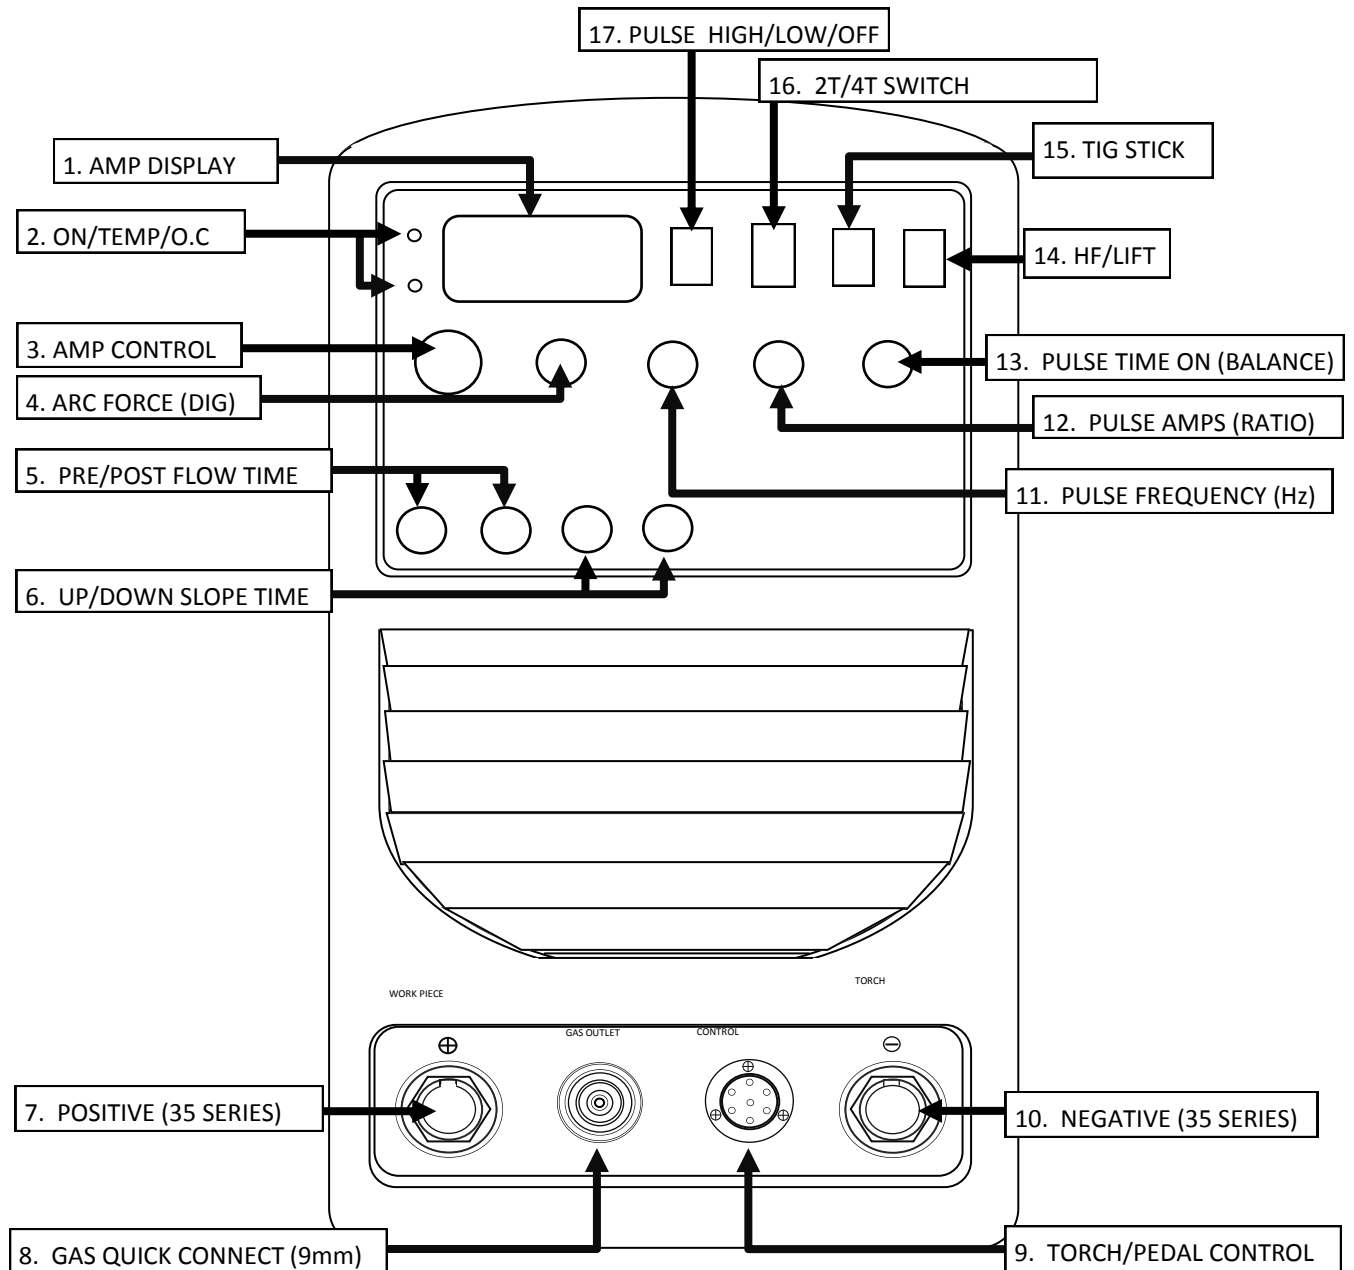 17. PULSE  HIGH/LOW/OFF
16.  2T/4T SWITCH
15. TIG STICK
1. AMP DISPLAY
2. ON/TEMP/O.C
14. HF/LIFT
3. AMP CONTROL
13.  PULSE TIME ON (BALANCE)
4. ARC FORCE (DIG)
12.  PULSE AMPS (RATIO)
5.  PRE/POST FLOW TIME
11.  PULSE FREQUENCY (Hz)
6.  UP/DOWN SLOPE TIME
WORK PIECE
TORCH
GAS OUTLET
CONTROL
7. POSITIVE (35 SERIES)
10.  NEGATIVE (35 SERIES)
8.  GAS QUICK CONNECT (9mm)
9.  TORCH/PEDAL CONTROL